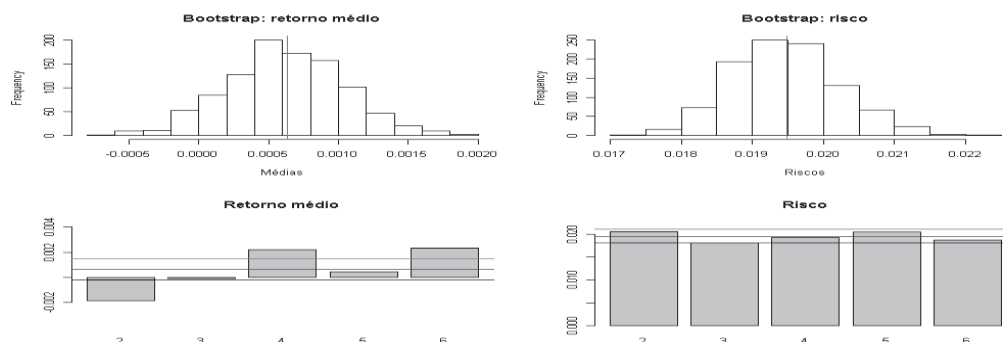 Bootstrap: retorno médio
Frequency
0 50 100 150 200
-0.0005 0.0000 0.0005 0.0010 0.0015 0.0020
Médias
Bootstrap: risco
Frequency
0 50 100 150 200 250
0.017 0.018 0.019 0.020 0.021 0.022
Riscos
Retorno médio
-0.002 0.002 0.004
2 3 4 5 6
Risco
0.000 0.010 0.020
2 3 4 5 6